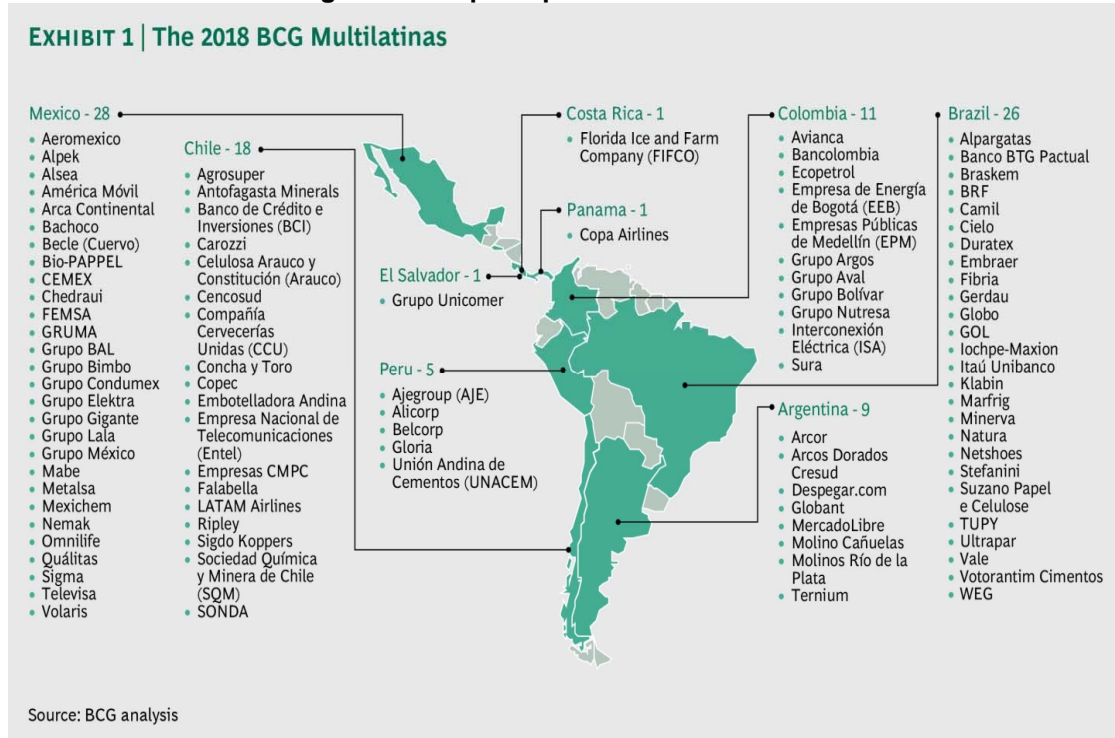 EXHIBIT 1 | The 2018 BCG Multilatinas
Mexico - 28
• Aeromexico
• Alpek
• Alsea
• América Móvil
• Arca Continental
• Bachoco
• Becle (Cuervo)
• Bio-PAPPEL
• CEMEX
• Chedraui
• FEMSA
• GRUMA
• Grupo BAL
• Grupo Bimbo
• Grupo Condumex
• Grupo Elektra
• Grupo Gigante
• Grupo Lala
• Grupo México
• Mabe
• Metalsa
• Mexichem
• Nemak
• Omnilife
• Quálitas
• Sigma
• Televisa
• Volaris
Chile - 18
• Agrosuper
• Antofagasta Minerals
• Banco de Crédito e
Inversiones (BCI)
• Carozzi
• Celulosa Arauco y
Constitución (Arauco)
• Cencosud
• Compañía
Cervecerías
Unidas (CCU)
• Concha y Toro
• Copec
• Embotelladora Andina
• Empresa Nacional de
Telecomunicaciones
(Entel)
• Empresas CMPC
• Falabella
• LATAM Airlines
• Ripley
• Sigdo Koppers
• Sociedad Química
y Minera de Chile
(SQM)
• SONDA
Costa Rica - 1
• Florida Ice and Farm
Company (FIFCO)
Panama - 1
• Copa Airlines
El Salvador - 1
• Grupo Unicomer
Peru - 5
• Ajegroup (AJE)
• Alicorp
• Belcorp
• Gloria
• Unión Andina de
Cementos (UNACEM)
Colombia - 11
• Avianca
• Bancolombia
• Ecopetrol
• Empresa de Energía
de Bogotá (EEB)
• Empresas Públicas
de Medellín (EPM)
• Grupo Argos
• Grupo Aval
• Grupo Bolívar
• Grupo Nutresa
• Interconexión
Eléctrica (ISA)
• Sura
Argentina - 9
• Arcor
• Arcos Dorados
Cresud
• Despegar.com
• Globant
• MercadoLibre
• Molino Cañuelas
• Molinos Río de la
Plata
• Ternium
Brazil - 26
• Alpargatas
• Banco BTG Pactual
• Braskem
• BRF
• Camil
• Cielo
• Duratex
• Embraer
• Fibria
• Gerdau
• Globo
• GOL
• Iochpe-Maxion
• Itaú Unibanco
• Klabin
• Marfrig
• Minerva
• Natura
• Netshoes
• Stefanini
• Suzano Papel
e Celulose
• TUPY
• Ultrapar
• Vale
• Votorantim Cimentos
• WEG
Source: BCG analysis